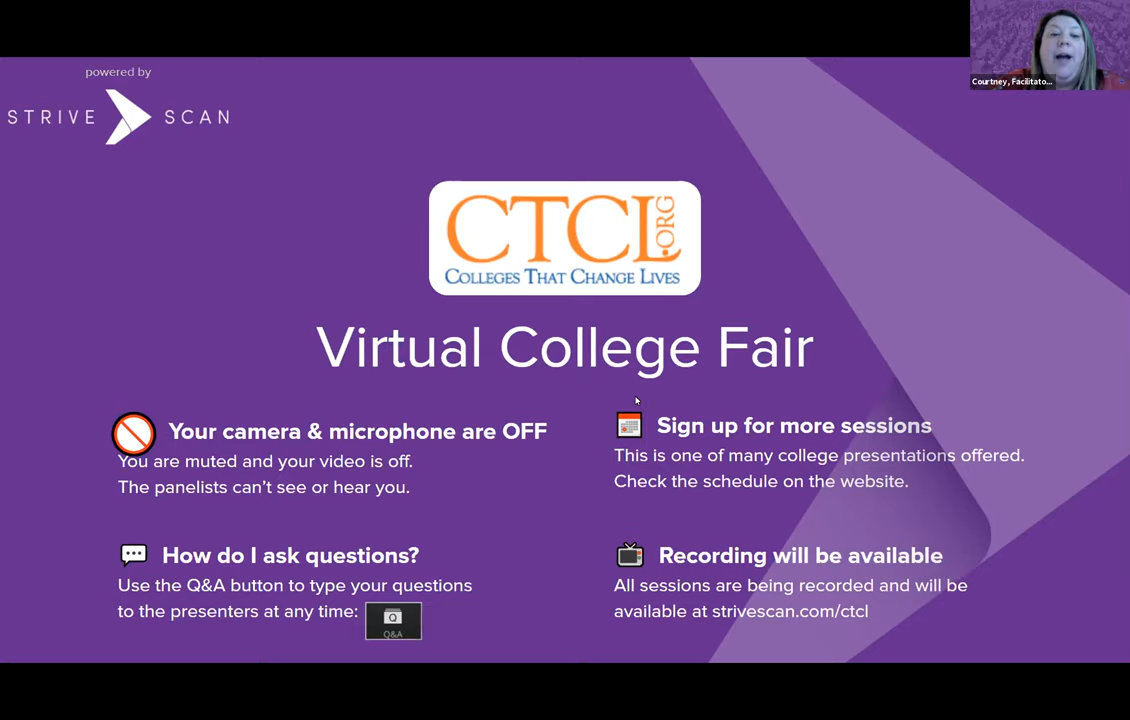 powered by
STRIVE SCAN
Courtney, Facilitato...
CTCL.ORG
COLLEGES THAT CHANGE LIVES
Virtual College Fair
Your camera & microphone are OFF
You are muted and your video is off.
The panelists can't see or hear you.
Sign up for more sessions
This is one of many college presentations offered.
Check the schedule on the website.
How do I ask questions?
Use the Q&A button to type your questions
to the presenters at any time:
Q
Q&A
Recording will be available
All sessions are being recorded and will be
available at strivescan.com/ctcl